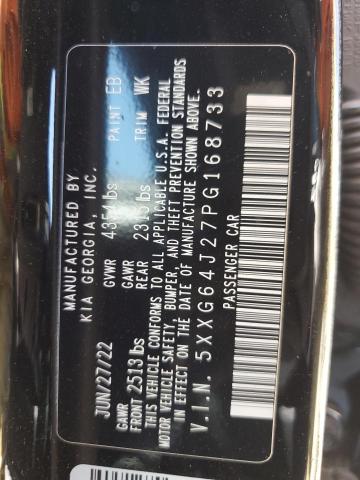 MANUFACTURED BY
KIA GEORGIA, INC.
JUN/27/22 GVWR 4354 lbs PAINT EB
GAWR GAWR
FRONT 2513 lbs REAR 2315 lbs TRIM WK
THIS VEHICLE CONFORMS TO ALL APPLICABLE U.S.A. FEDERAL
MOTOR VEHICLE SAFETY, BUMPER, AND THEFT PREVENTION STANDARDS
IN EFFECT ON THE DATE OF MANUFACTURE SHOWN ABOVE.
V.I.N. 5XXG64J27PG168733
PASSENGER CAR